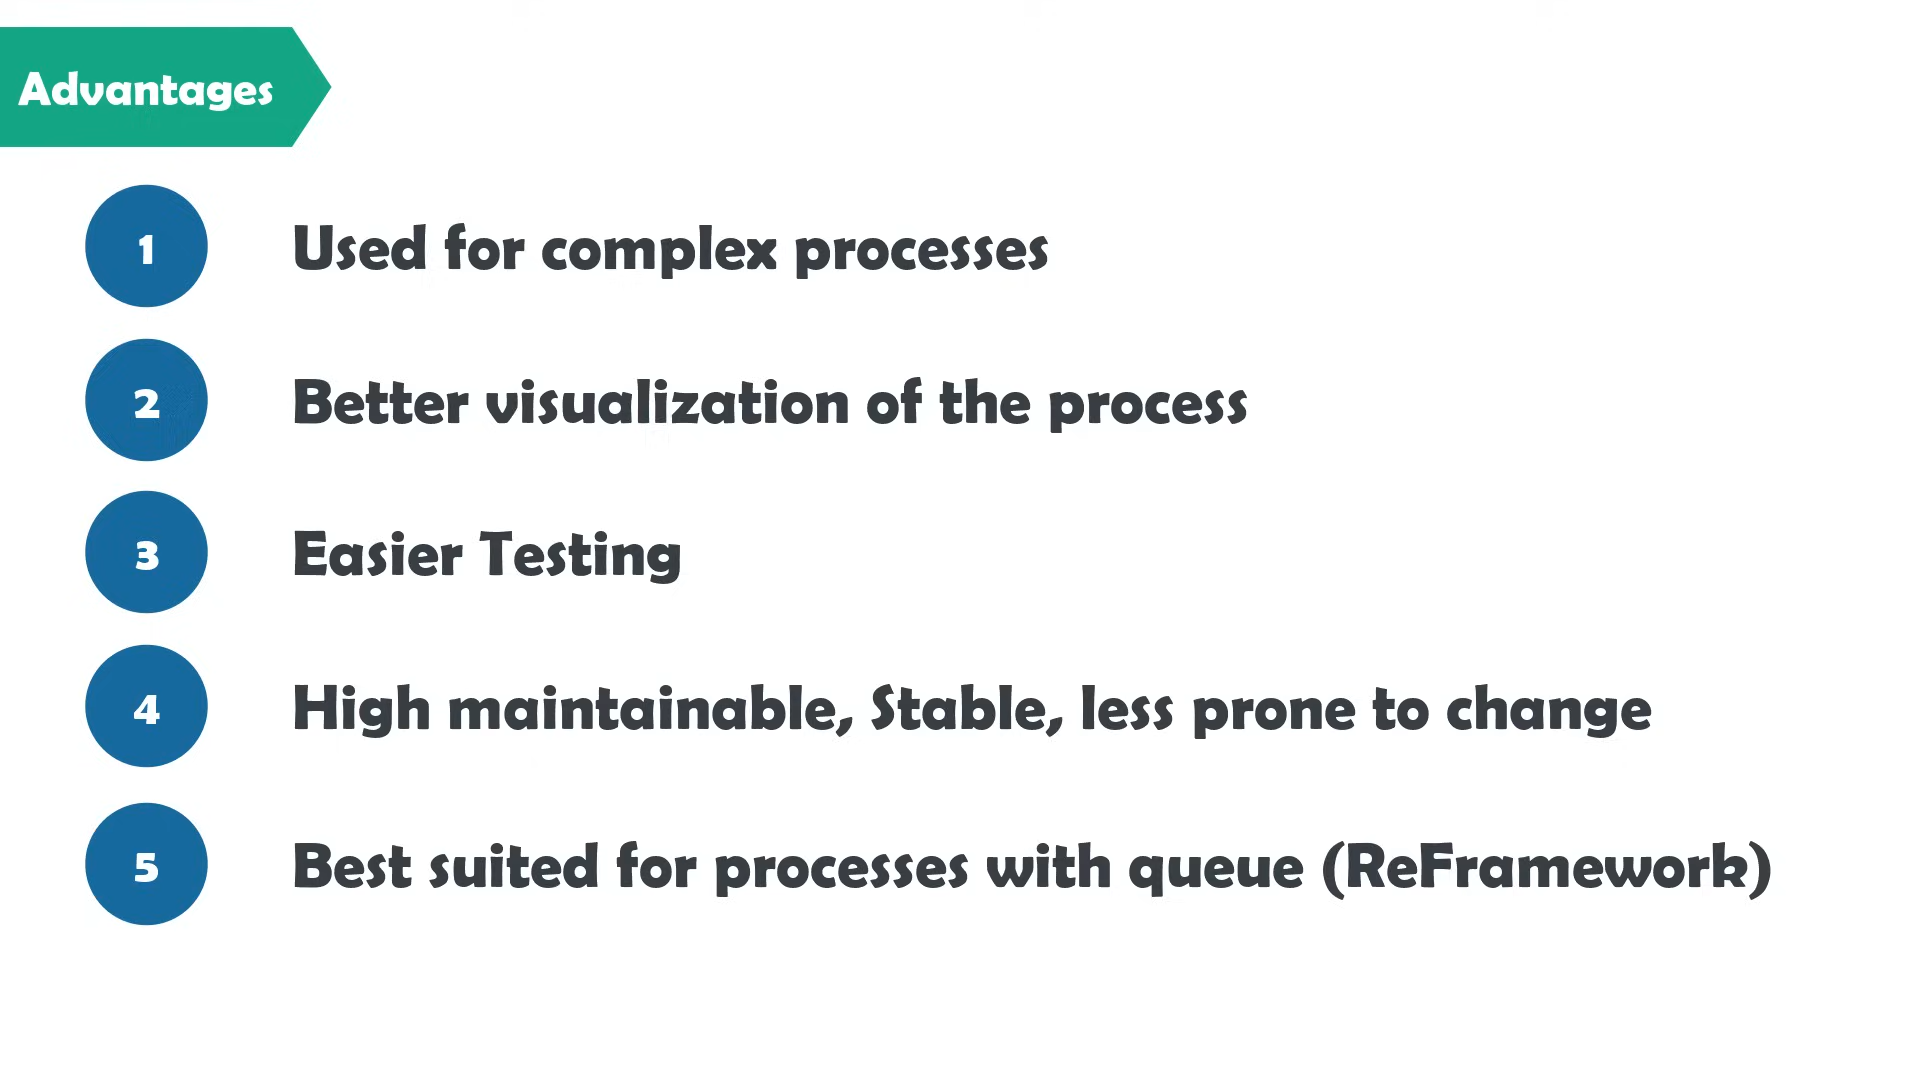 Advantages
1 Used for complex processes
2 Better visualization of the process
3 Easier Testing
4 High maintainable, Stable, less prone to change
5 Best suited for processes with queue (ReFramework)